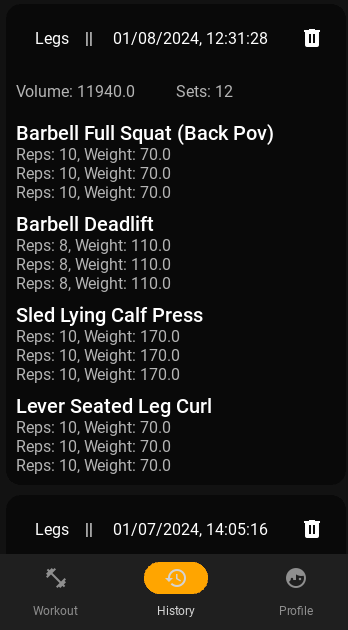 Legs || 01/08/2024, 12:31:28
Volume: 11940.0 Sets: 12
Barbell Full Squat (Back Pov)
Reps: 10, Weight: 70.0
Reps: 10, Weight: 70.0
Reps: 10, Weight: 70.0
Barbell Deadlift
Reps: 8, Weight: 110.0
Reps: 8, Weight: 110.0
Reps: 8, Weight: 110.0
Sled Lying Calf Press
Reps: 10, Weight: 170.0
Reps: 10, Weight: 170.0
Reps: 10, Weight: 170.0
Lever Seated Leg Curl
Reps: 10, Weight: 70.0
Reps: 10, Weight: 70.0
Reps: 10, Weight: 70.0
Legs || 01/07/2024, 14:05:16
Workout History Profile